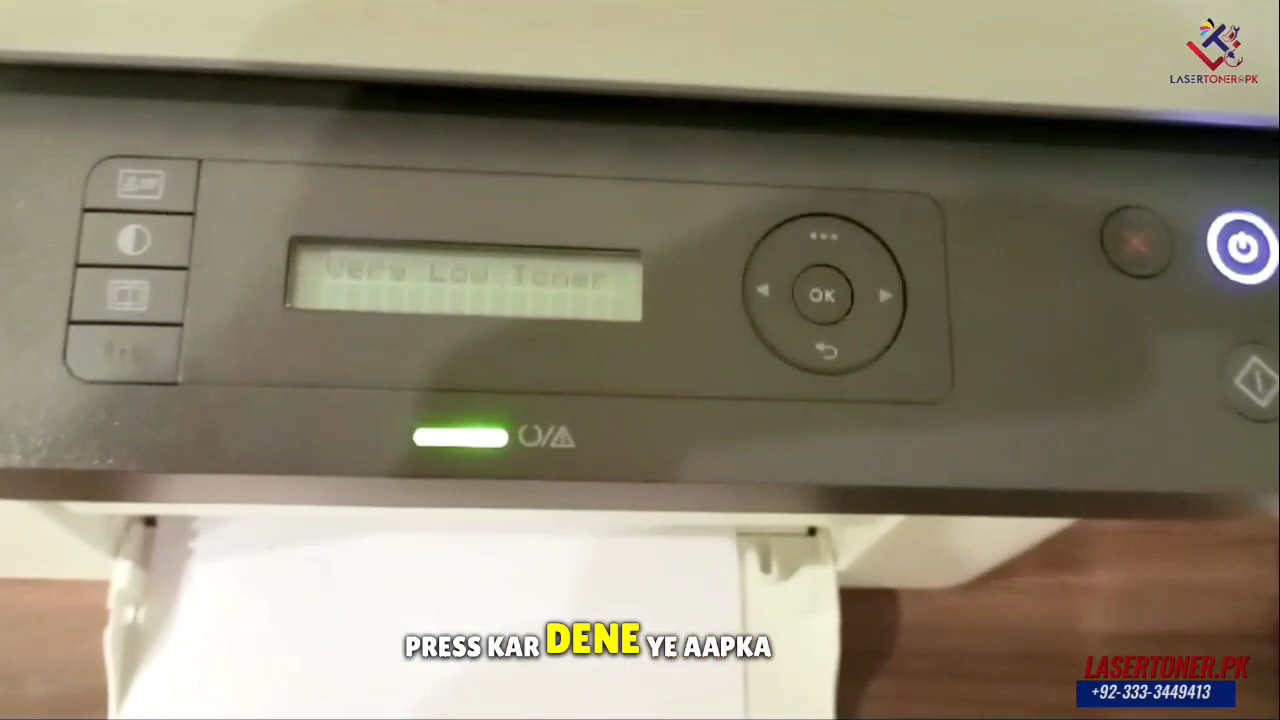 LASERTONER.PK
Very Low Toner
OK
PRESS KAR DENE YE AAPKA
LASERTONER.PK
+92-333-3449413